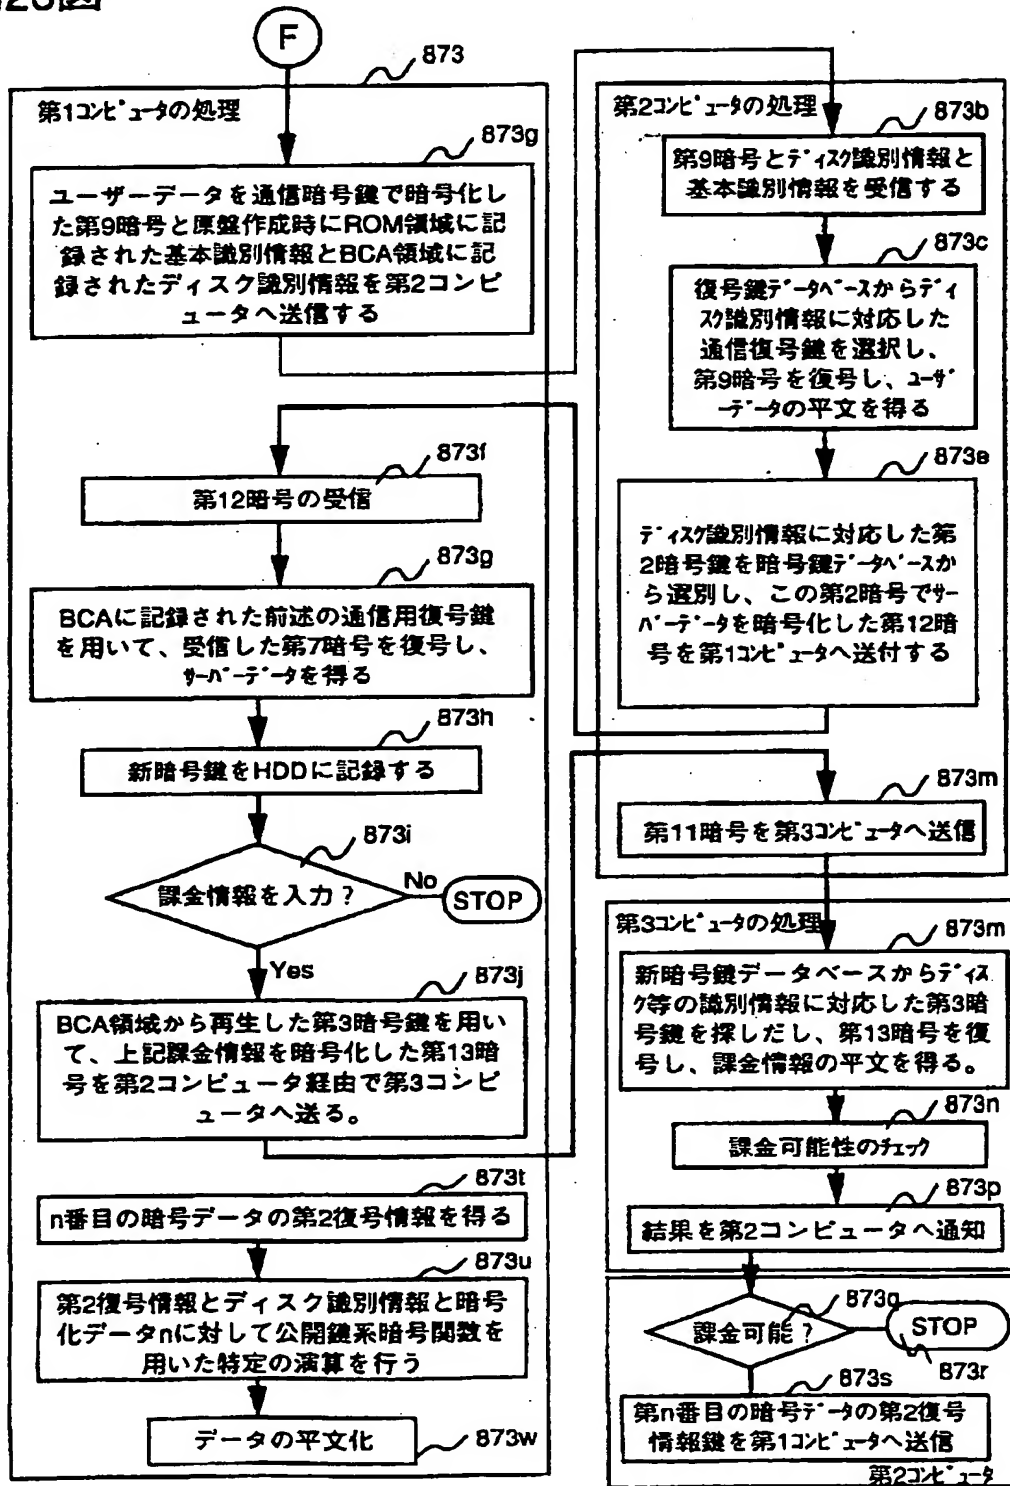 F
873
第1コンピュータの処理
873g
ユーザーデータを通信暗号鍵で暗号化し
た第9暗号と原盤作成時にROM領域に記
録された基本識別情報とBCA領域に記
録されたディスク識別情報を第2コンピ
ュータへ送信する
873f
第12暗号の受信
873g
BCAに記録された前述の通信用復号鍵
を用いて、受信した第7暗号を復号し、
サーバーデータを得る
873h
新暗号鍵をHDDに記録する
873i
課金情報を入力?
No
STOP
Yes
873j
BCA領域から再生した第3暗号鍵を用い
て、上記課金情報を暗号化した第13暗
号を第2コンピュータ経由で第3コンピ
ュータへ送る。
873t
n番目の暗号データの第2復号情報を得る
873u
第2復号情報とディスク識別情報と暗号
化データnに対して公開鍵系暗号関数を
用いた特定の演算を行う
データの平文化
873w
第2コンピュータの処理
873b
第9暗号とディスク識別情報と
基本識別情報を受信する
873c
復号鍵データベースからディ
スク識別情報に対応した
通信復号鍵を選択し、
第9暗号を復号し、ユーザ
ーデータの平文を得る
873e
ディスク識別情報に対応した第
2暗号鍵を暗号鍵データベースか
ら選別し、この第2暗号でサー
バーデータを暗号化した第12暗
号を第1コンピュータへ送付する
873m
第11暗号を第3コンピュータへ送信
第3コンピュータの処理
873m
新暗号鍵データベースからディス
ク等の識別情報に対応した第3暗
号鍵を探しだし、第13暗号を復
号し、課金情報の平文を得る。
873n
課金可能性のチェック
873p
結果を第2コンピュータへ通知
873q
課金可能?
STOP
873r
873s
第n番目の暗号データの第2復号
情報鍵を第1コンピュータへ送信
第2コンピュータ